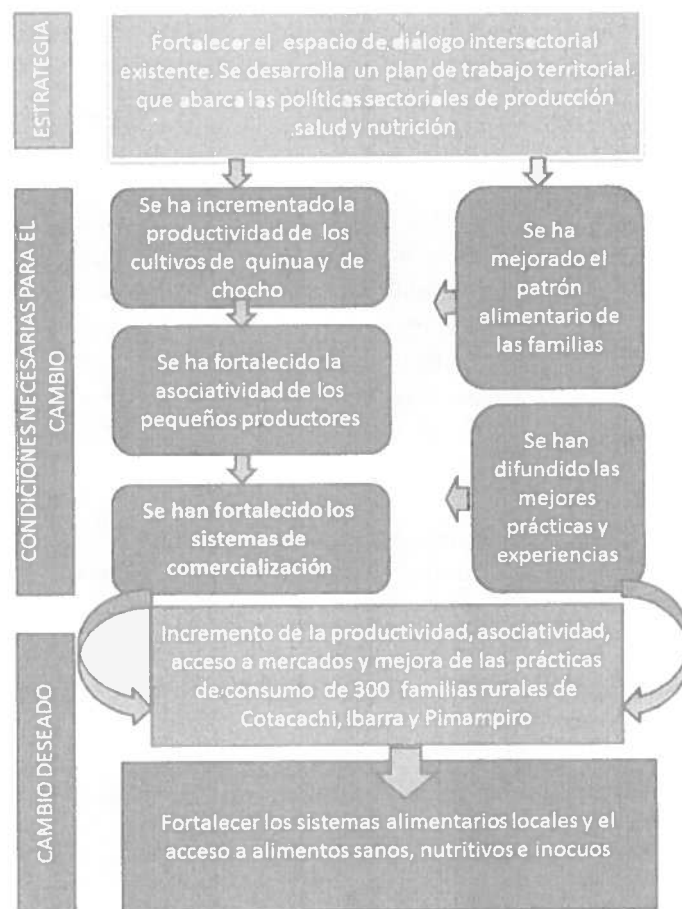 ESTRATEGIA
Fortalecer el espacio de diálogo intersectorial
existente. Se desarrolla un plan de trabajo territorial
que abarca las políticas sectoriales de producción
salud y nutrición
CONDICIONES NECESARIAS PARA EL
CAMBIO
Se ha incrementado la
productividad de los
cultivos de quinua y de
chocho
Se ha
mejorado el
patrón
alimentario de
las familias
Se ha fortalecido la
asociatividad de los
pequeños productores
Se han
difundido las
mejores
prácticas y
experiencias
Se han fortalecido los
sistemas de
comercialización
CAMBIO DESEADO
Incremento de la productividad, asociatividad,
acceso a mercados y mejora de las prácticas
de consumo de 300 familias rurales de
Cotacachi, Ibarra y Pimampiro
Fortalecer los sistemas alimentarios locales y el
acceso a alimentos sanos, nutritivos e inocuos